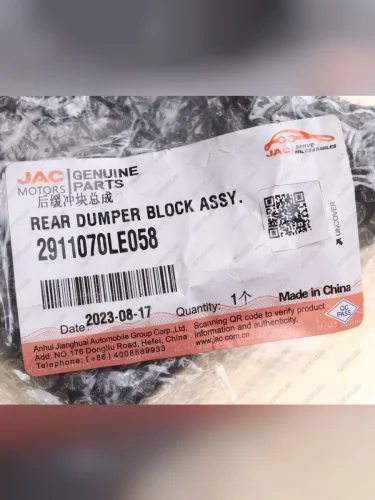 JAC GENUINE
MOTORS PARTS
后缓冲块总成
JAC
REAR DUMPER BLOCK ASSY.
2911070LE058
Date: 2023-08-17
Quantity: 1个
Made in China
QC
PASS
Scanning QR code to verify product
information and authenticity.
www.jac.com.cn
Anhui Jianghuai Automobile Group Corp.,Ltd.
Add: NO.176 Dongliu Road, Hefei, China
Telephone: (+86) 4008889933